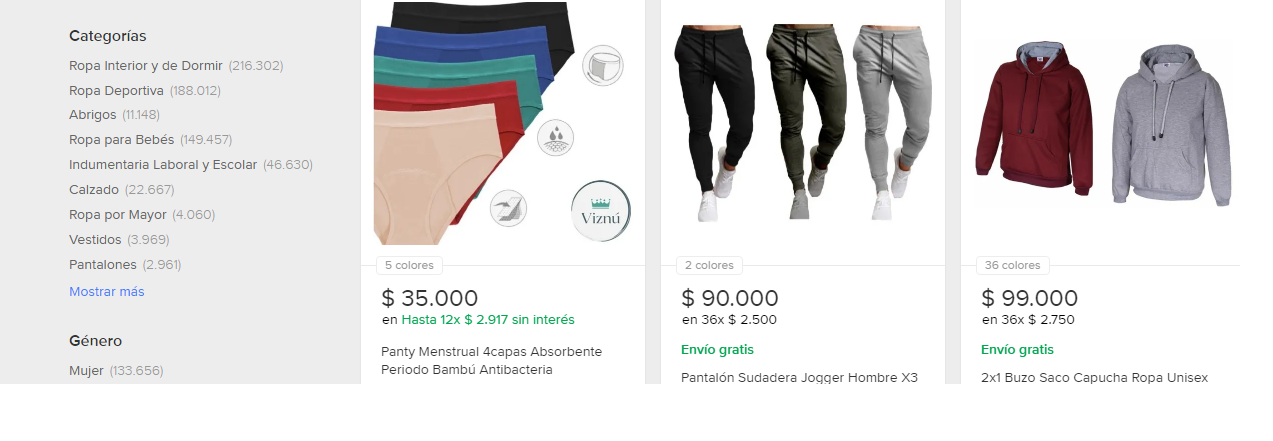 Categorías
Ropa Interior y de Dormir (216.302)
Ropa Deportiva (188.012)
Abrigos (11.148)
Ropa para Bebés (149.457)
Indumentaria Laboral y Escolar (46.630)
Calzado (22.667)
Ropa por Mayor (4.060)
Vestidos (3.969)
Pantalones (2.961)
Mostrar más
Género
Mujer (133.656)
Viznú
5 colores
$ 35.000
en Hasta 12x $ 2.917 sin interés
Panty Menstrual 4capas Absorbente
Periodo Bambú Antibacteria
2 colores
$ 90.000
en 36x $ 2.500
Envío gratis
Pantalón Sudadera Jogger Hombre X3
36 colores
$ 99.000
en 36x $ 2.750
Envío gratis
2x1 Buzo Saco Capucha Ropa Unisex